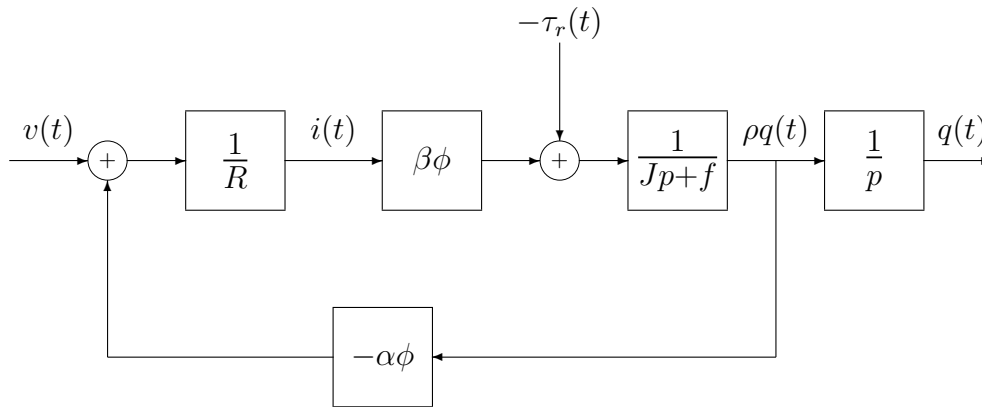 −τ_r(t)
v(t)
+
1/R
i(t)
βϕ
+
1/(Jp+f)
ρq(t)
1/p
q(t)
−αϕ